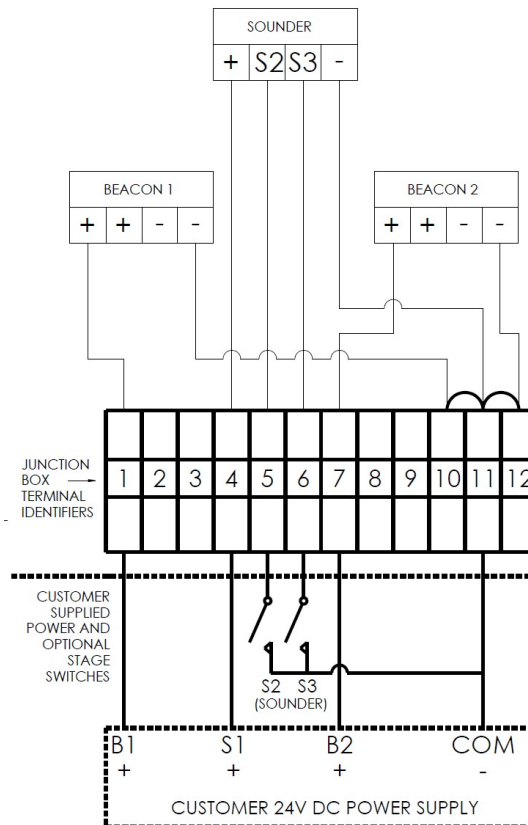 SOUNDER
+ S2 S3 -
BEACON 1
+ + - -
BEACON 2
+ + - -
JUNCTION
BOX
TERMINAL
IDENTIFIERS
1 2 3 4 5 6 7 8 9 10 11 12
CUSTOMER
SUPPLIED
POWER AND
OPTIONAL
STAGE
SWITCHES
S2 S3
(SOUNDER)
B1 S1 B2 COM
+ + + -
CUSTOMER 24V DC POWER SUPPLY